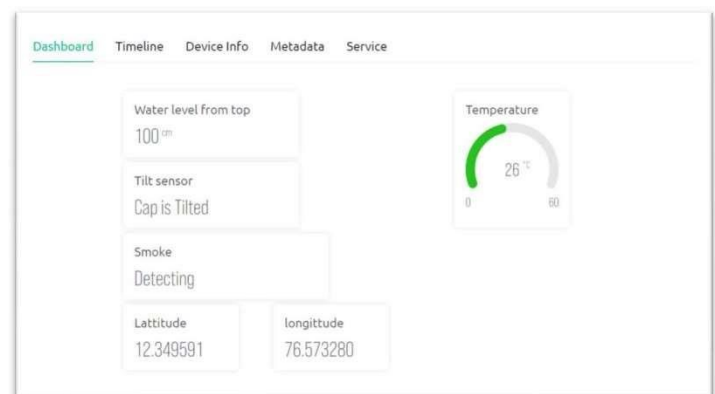 Dashboard Timeline Device Info Metadata Service
Water level from top
100 cm
Temperature
26 °C
0 60
Tilt sensor
Cap is Tilted
Smoke
Detecting
Lattitude longittude
12.349591 76.573280